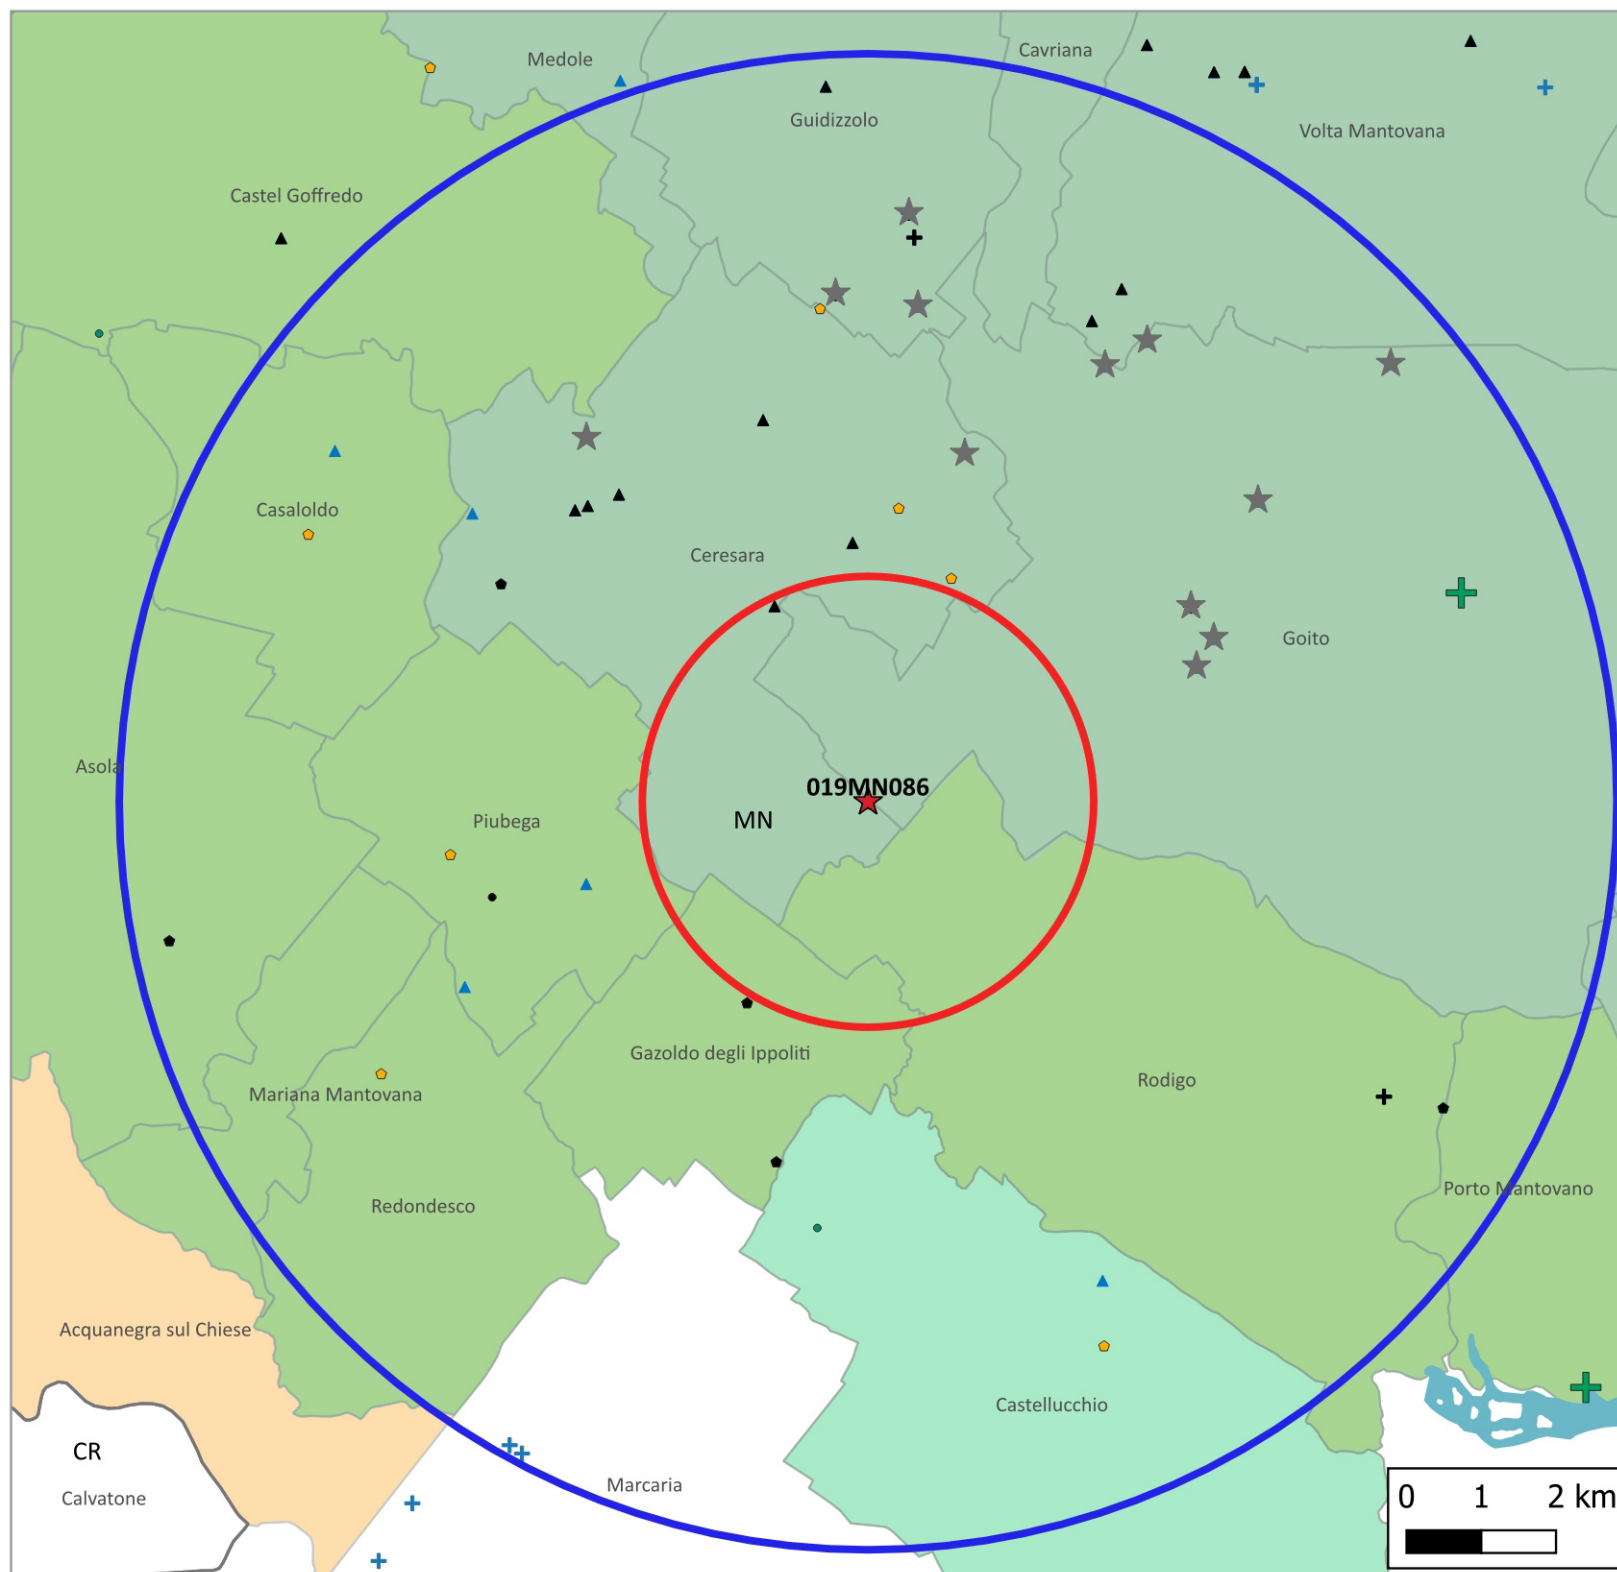 Medole
Cavriana
Guidizzolo
Volta Mantovana
Castel Goffredo
Casaloldo
Ceresara
Goito
Asola
019MN086
MN
Piubega
Gazoldo degli Ippoliti
Rodigo
Mariana Mantovana
Porto Mantovano
Redondesco
Acquanegra sul Chiese
Castellucchio
CR
Marcaria
Calvatone
0 1 2 km